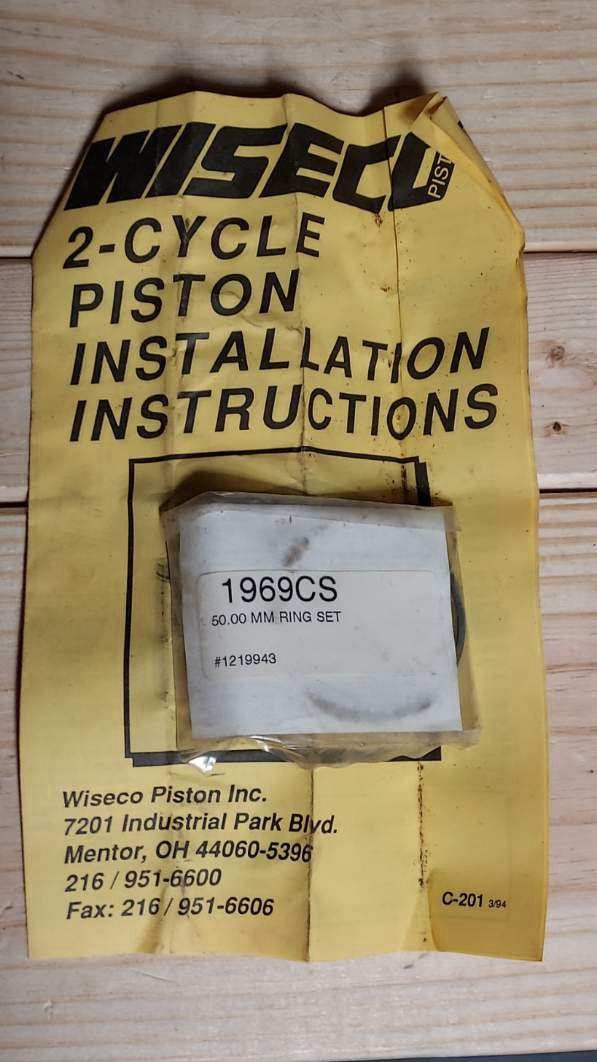 WISECO
PIST
2-CYCLE
PISTON
INSTALLATION
INSTRUCTIONS
1969CS
50.00 MM RING SET
#1219943
Wiseco Piston Inc.
7201 Industrial Park Blvd.
Mentor, OH 44060-5396
216 / 951-6600
Fax: 216 / 951-6606
C-201 3/94